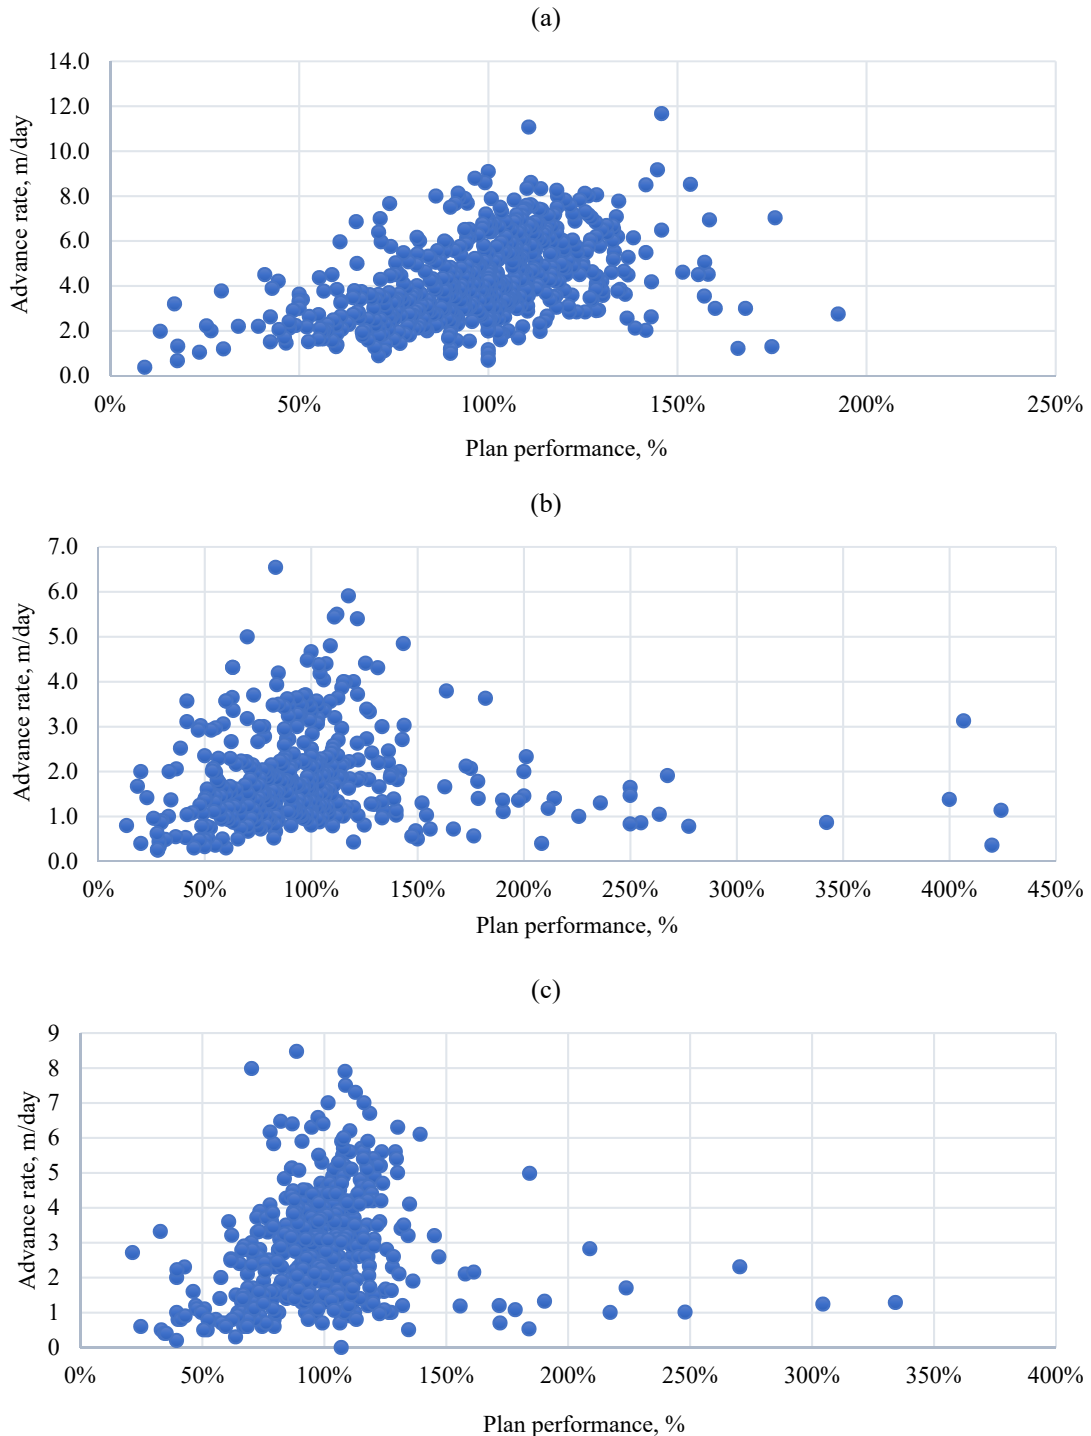 (a)
14.0
12.0
10.0
8.0
6.0
4.0
2.0
0.0
Advance rate, m/day
0% 50% 100% 150% 200% 250%
Plan performance, %
(b)
7.0
6.0
5.0
4.0
3.0
2.0
1.0
0.0
Advance rate, m/day
0% 50% 100% 150% 200% 250% 300% 350% 400% 450%
Plan performance, %
(c)
9
8
7
6
5
4
3
2
1
0
Advance rate, m/day
0% 50% 100% 150% 200% 250% 300% 350% 400%
Plan performance, %